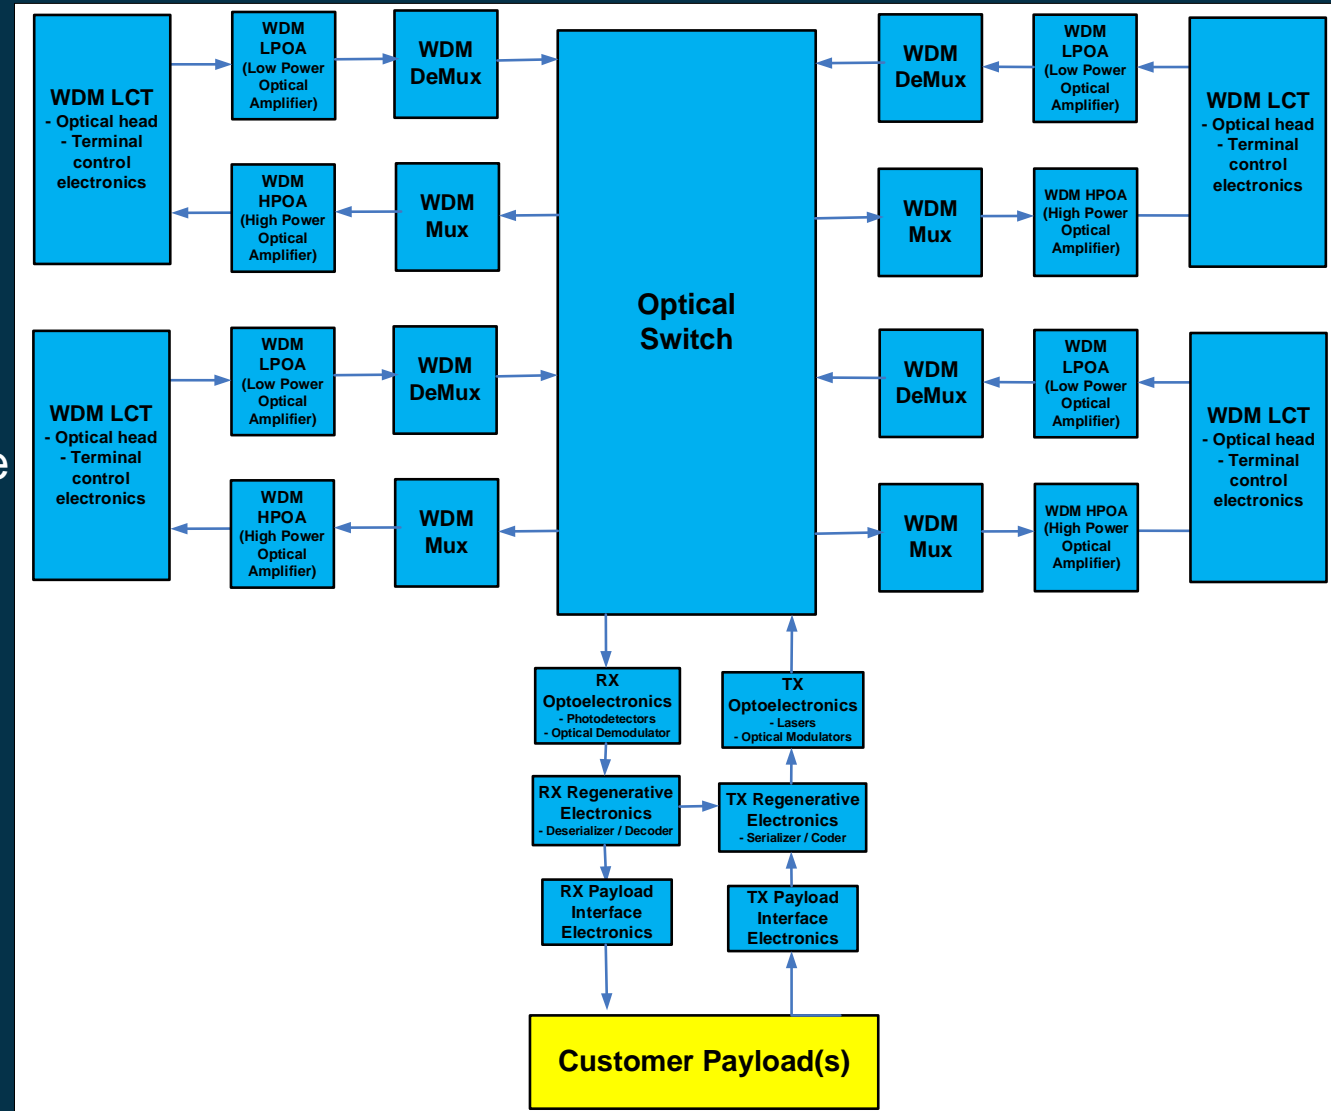 WDM LCT
- Optical head
- Terminal
control
electronics
WDM
LPOA
(Low Power
Optical
Amplifier)
WDM
DeMux
WDM
HPOA
(High Power
Optical
Amplifier)
WDM
Mux
WDM LCT
- Optical head
- Terminal
control
electronics
WDM
LPOA
(Low Power
Optical
Amplifier)
WDM
DeMux
WDM
HPOA
(High Power
Optical
Amplifier)
WDM
Mux
e
Optical
Switch
WDM
DeMux
WDM
LPOA
(Low Power
Optical
Amplifier)
WDM LCT
- Optical head
- Terminal
control
electronics
WDM
Mux
WDM HPOA
(High Power
Optical
Amplifier)
WDM
DeMux
WDM
LPOA
(Low Power
Optical
Amplifier)
WDM LCT
- Optical head
- Terminal
control
electronics
WDM
Mux
WDM HPOA
(High Power
Optical
Amplifier)
RX
Optoelectronics
- Photodetectors
- Optical Demodulator
TX
Optoelectronics
- Lasers
- Optical Modulators
RX Regenerative
Electronics
- Deserializer / Decoder
TX Regenerative
Electronics
- Serializer / Coder
RX Payload
Interface
Electronics
TX Payload
Interface
Electronics
Customer Payload(s)